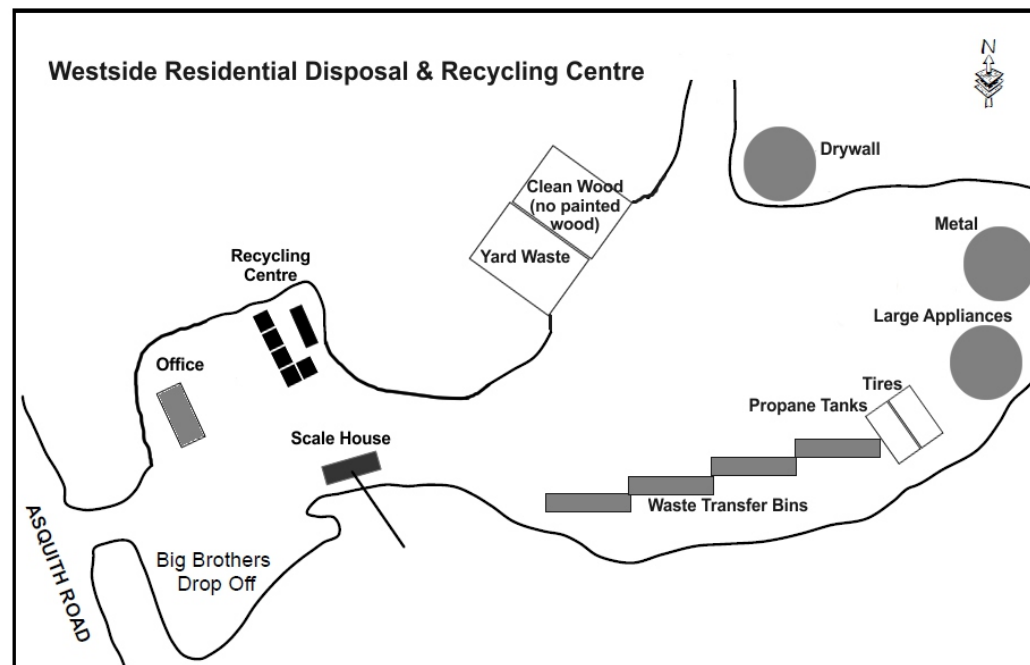 Westside Residential Disposal & Recycling Centre
N
Drywall
Clean Wood
(no painted
wood)
Yard Waste
Metal
Recycling
Centre
Large Appliances
Office
Tires
Propane Tanks
Scale House
Waste Transfer Bins
ASQUITH ROAD
Big Brothers
Drop Off